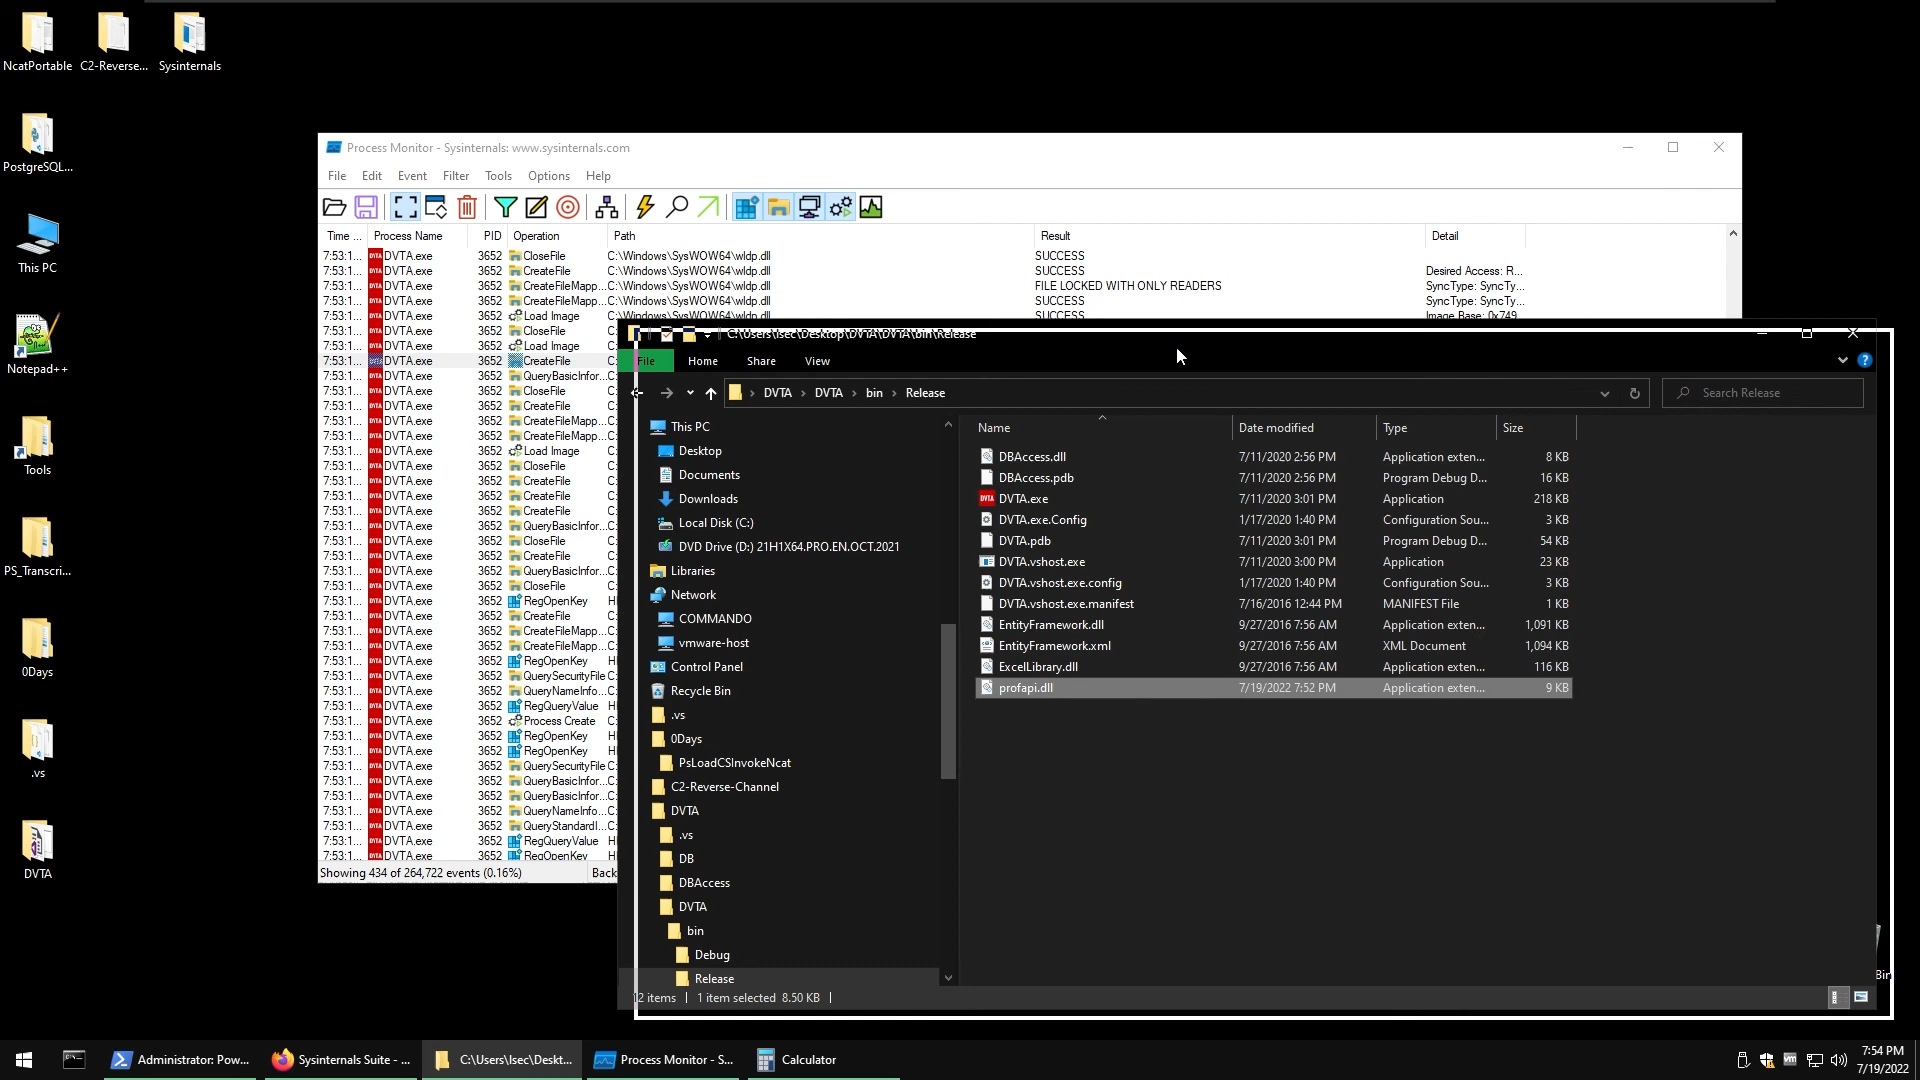 NcatPortable
C2-Reverse...
Sysinternals
PostgreSQL...
This PC
Notepad++
Tools
PS_Transcri...
0Days
.vs
DVTA
Process Monitor - Sysinternals: www.sysinternals.com
File Edit Event Filter Tools Options Help
Time ... Process Name PID Operation Path Result Detail
7:53:1... DVTA.exe 3652 CloseFile C:\Windows\SysWOW64\wldp.dll SUCCESS
7:53:1... DVTA.exe 3652 CreateFile C:\Windows\SysWOW64\wldp.dll SUCCESS Desired Access: R...
7:53:1... DVTA.exe 3652 CreateFileMapp... C:\Windows\SysWOW64\wldp.dll FILE LOCKED WITH ONLY READERS SyncType: SyncTy...
7:53:1... DVTA.exe 3652 CreateFileMapp... C:\Windows\SysWOW64\wldp.dll SUCCESS SyncType: SyncTy...
7:53:1... DVTA.exe 3652 Load Image C:\Windows\SysWOW64\wldp.dll SUCCESS Image Base: 0x749
7:53:1... DVTA.exe 3652 CloseFile C:
7:53:1... DVTA.exe 3652 Load Image C:
7:53:1... DVTA.exe 3652 CreateFile C:
7:53:1... DVTA.exe 3652 QueryBasicInfor... C:
7:53:1... DVTA.exe 3652 CloseFile C:
7:53:1... DVTA.exe 3652 CreateFile C:
7:53:1... DVTA.exe 3652 CreateFileMapp... C:
7:53:1... DVTA.exe 3652 CreateFileMapp... C:
7:53:1... DVTA.exe 3652 Load Image C:
7:53:1... DVTA.exe 3652 CloseFile C:
7:53:1... DVTA.exe 3652 CreateFile C:
7:53:1... DVTA.exe 3652 CreateFile C:
7:53:1... DVTA.exe 3652 CreateFile C:
7:53:1... DVTA.exe 3652 QueryBasicInfor... C:
7:53:1... DVTA.exe 3652 CloseFile C:
7:53:1... DVTA.exe 3652 CreateFile C:
7:53:1... DVTA.exe 3652 QueryBasicInfor... C:
7:53:1... DVTA.exe 3652 CloseFile C:
7:53:1... DVTA.exe 3652 RegOpenKey H
7:53:1... DVTA.exe 3652 CreateFile C:
7:53:1... DVTA.exe 3652 CreateFileMapp... C:
7:53:1... DVTA.exe 3652 CreateFileMapp... C:
7:53:1... DVTA.exe 3652 RegOpenKey H
7:53:1... DVTA.exe 3652 QuerySecurityFile C:
7:53:1... DVTA.exe 3652 QueryNameInfo... C:
7:53:1... DVTA.exe 3652 RegQueryValue H
7:53:1... DVTA.exe 3652 Process Create C:
7:53:1... DVTA.exe 3652 RegOpenKey H
7:53:1... DVTA.exe 3652 RegOpenKey H
7:53:1... DVTA.exe 3652 QuerySecurityFile C:
7:53:1... DVTA.exe 3652 QueryBasicInfor... C:
7:53:1... DVTA.exe 3652 QueryBasicInfor... C:
7:53:1... DVTA.exe 3652 QueryNameInfo... C:
7:53:1... DVTA.exe 3652 QueryStandardI... C:
7:53:1... DVTA.exe 3652 RegQueryValue H
7:53:1... DVTA.exe 3652 RegOpenKey H
Showing 434 of 264,722 events (0.16%) Back
C:\Users\lsec\Desktop\DVTA\DVTA\bin\Release
File Home Share View
DVTA › DVTA › bin › Release
Search Release
This PC
Desktop
Documents
Downloads
Local Disk (C:)
DVD Drive (D:) 21H1X64.PRO.EN.OCT.2021
Libraries
Network
COMMANDO
vmware-host
Control Panel
Recycle Bin
.vs
0Days
PsLoadCSInvokeNcat
C2-Reverse-Channel
DVTA
.vs
DB
DBAccess
DVTA
bin
Debug
Release
Name Date modified Type Size
DBAccess.dll 7/11/2020 2:56 PM Application exten... 8 KB
DBAccess.pdb 7/11/2020 2:56 PM Program Debug D... 16 KB
DVTA.exe 7/11/2020 3:01 PM Application 218 KB
DVTA.exe.Config 1/17/2020 1:40 PM Configuration Sou... 3 KB
DVTA.pdb 7/11/2020 3:01 PM Program Debug D... 54 KB
DVTA.vshost.exe 7/11/2020 3:00 PM Application 23 KB
DVTA.vshost.exe.config 1/17/2020 1:40 PM Configuration Sou... 3 KB
DVTA.vshost.exe.manifest 7/16/2016 12:44 PM MANIFEST File 1 KB
EntityFramework.dll 9/27/2016 7:56 AM Application exten... 1,091 KB
EntityFramework.xml 9/27/2016 7:56 AM XML Document 1,094 KB
ExcelLibrary.dll 9/27/2016 7:56 AM Application exten... 116 KB
profapi.dll 7/19/2022 7:52 PM Application exten... 9 KB
12 items 1 item selected 8.50 KB
Bin
Administrator: Pow...
Sysinternals Suite - ...
C:\Users\lsec\Deskt...
Process Monitor - S...
Calculator
7:54 PM
7/19/2022